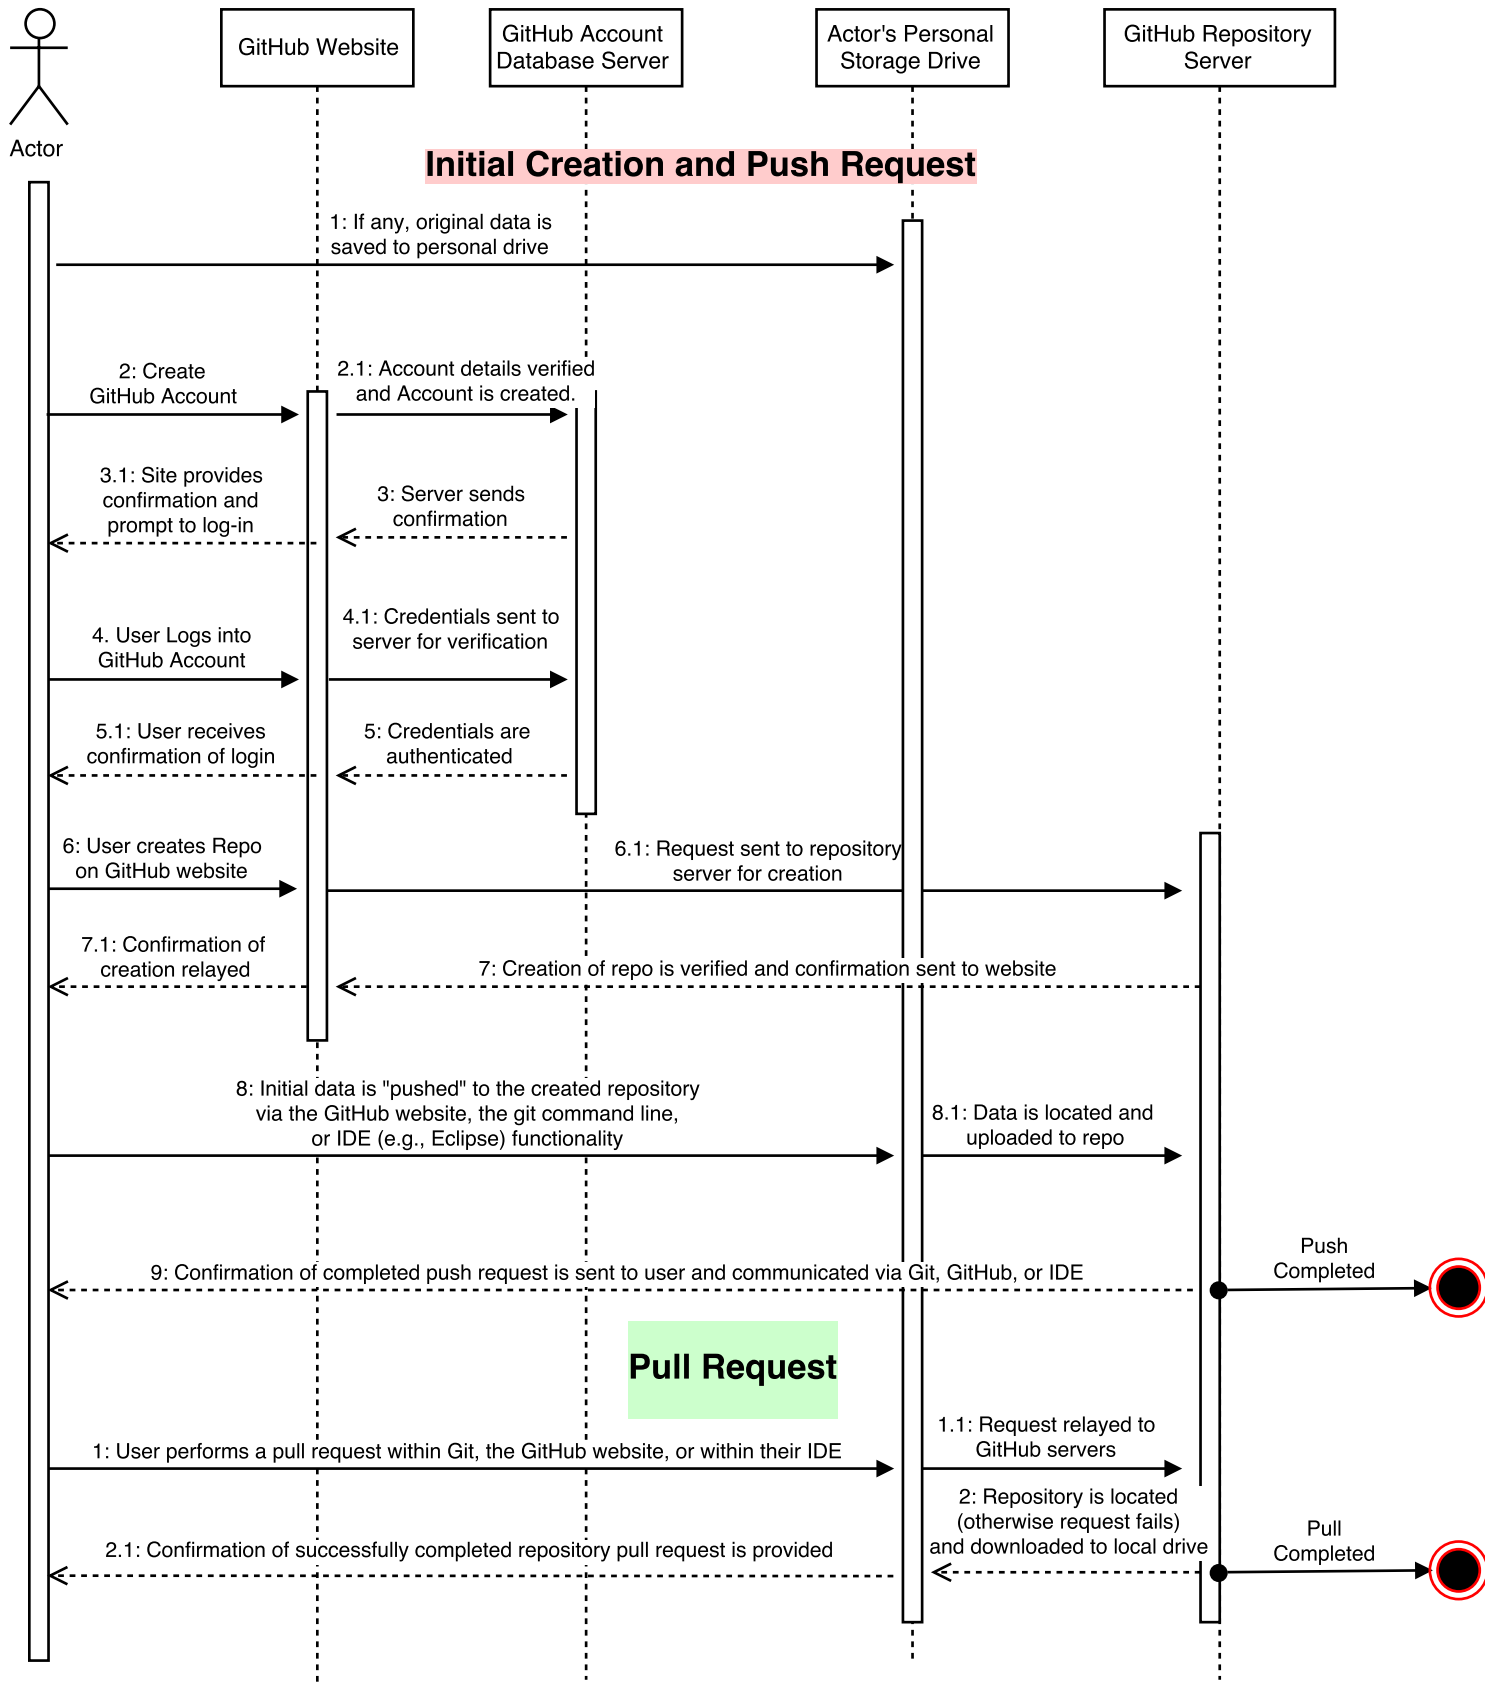 Actor
GitHub Website
GitHub Account
Database Server
Actor's Personal
Storage Drive
GitHub Repository
Server
Initial Creation and Push Request
1: If any, original data is
saved to personal drive
2: Create
GitHub Account
2.1: Account details verified
and Account is created.
3.1: Site provides
confirmation and
prompt to log-in
3: Server sends
confirmation
4. User Logs into
GitHub Account
4.1: Credentials sent to
server for verification
5.1: User receives
confirmation of login
5: Credentials are
authenticated
6: User creates Repo
on GitHub website
6.1: Request sent to repository
server for creation
7.1: Confirmation of
creation relayed
7: Creation of repo is verified and confirmation sent to website
8: Initial data is "pushed" to the created repository
via the GitHub website, the git command line,
or IDE (e.g., Eclipse) functionality
8.1: Data is located and
uploaded to repo
9: Confirmation of completed push request is sent to user and communicated via Git, GitHub, or IDE
Push
Completed
Pull Request
1: User performs a pull request within Git, the GitHub website, or within their IDE
1.1: Request relayed to
GitHub servers
2: Repository is located
(otherwise request fails)
and downloaded to local drive
2.1: Confirmation of successfully completed repository pull request is provided
Pull
Completed